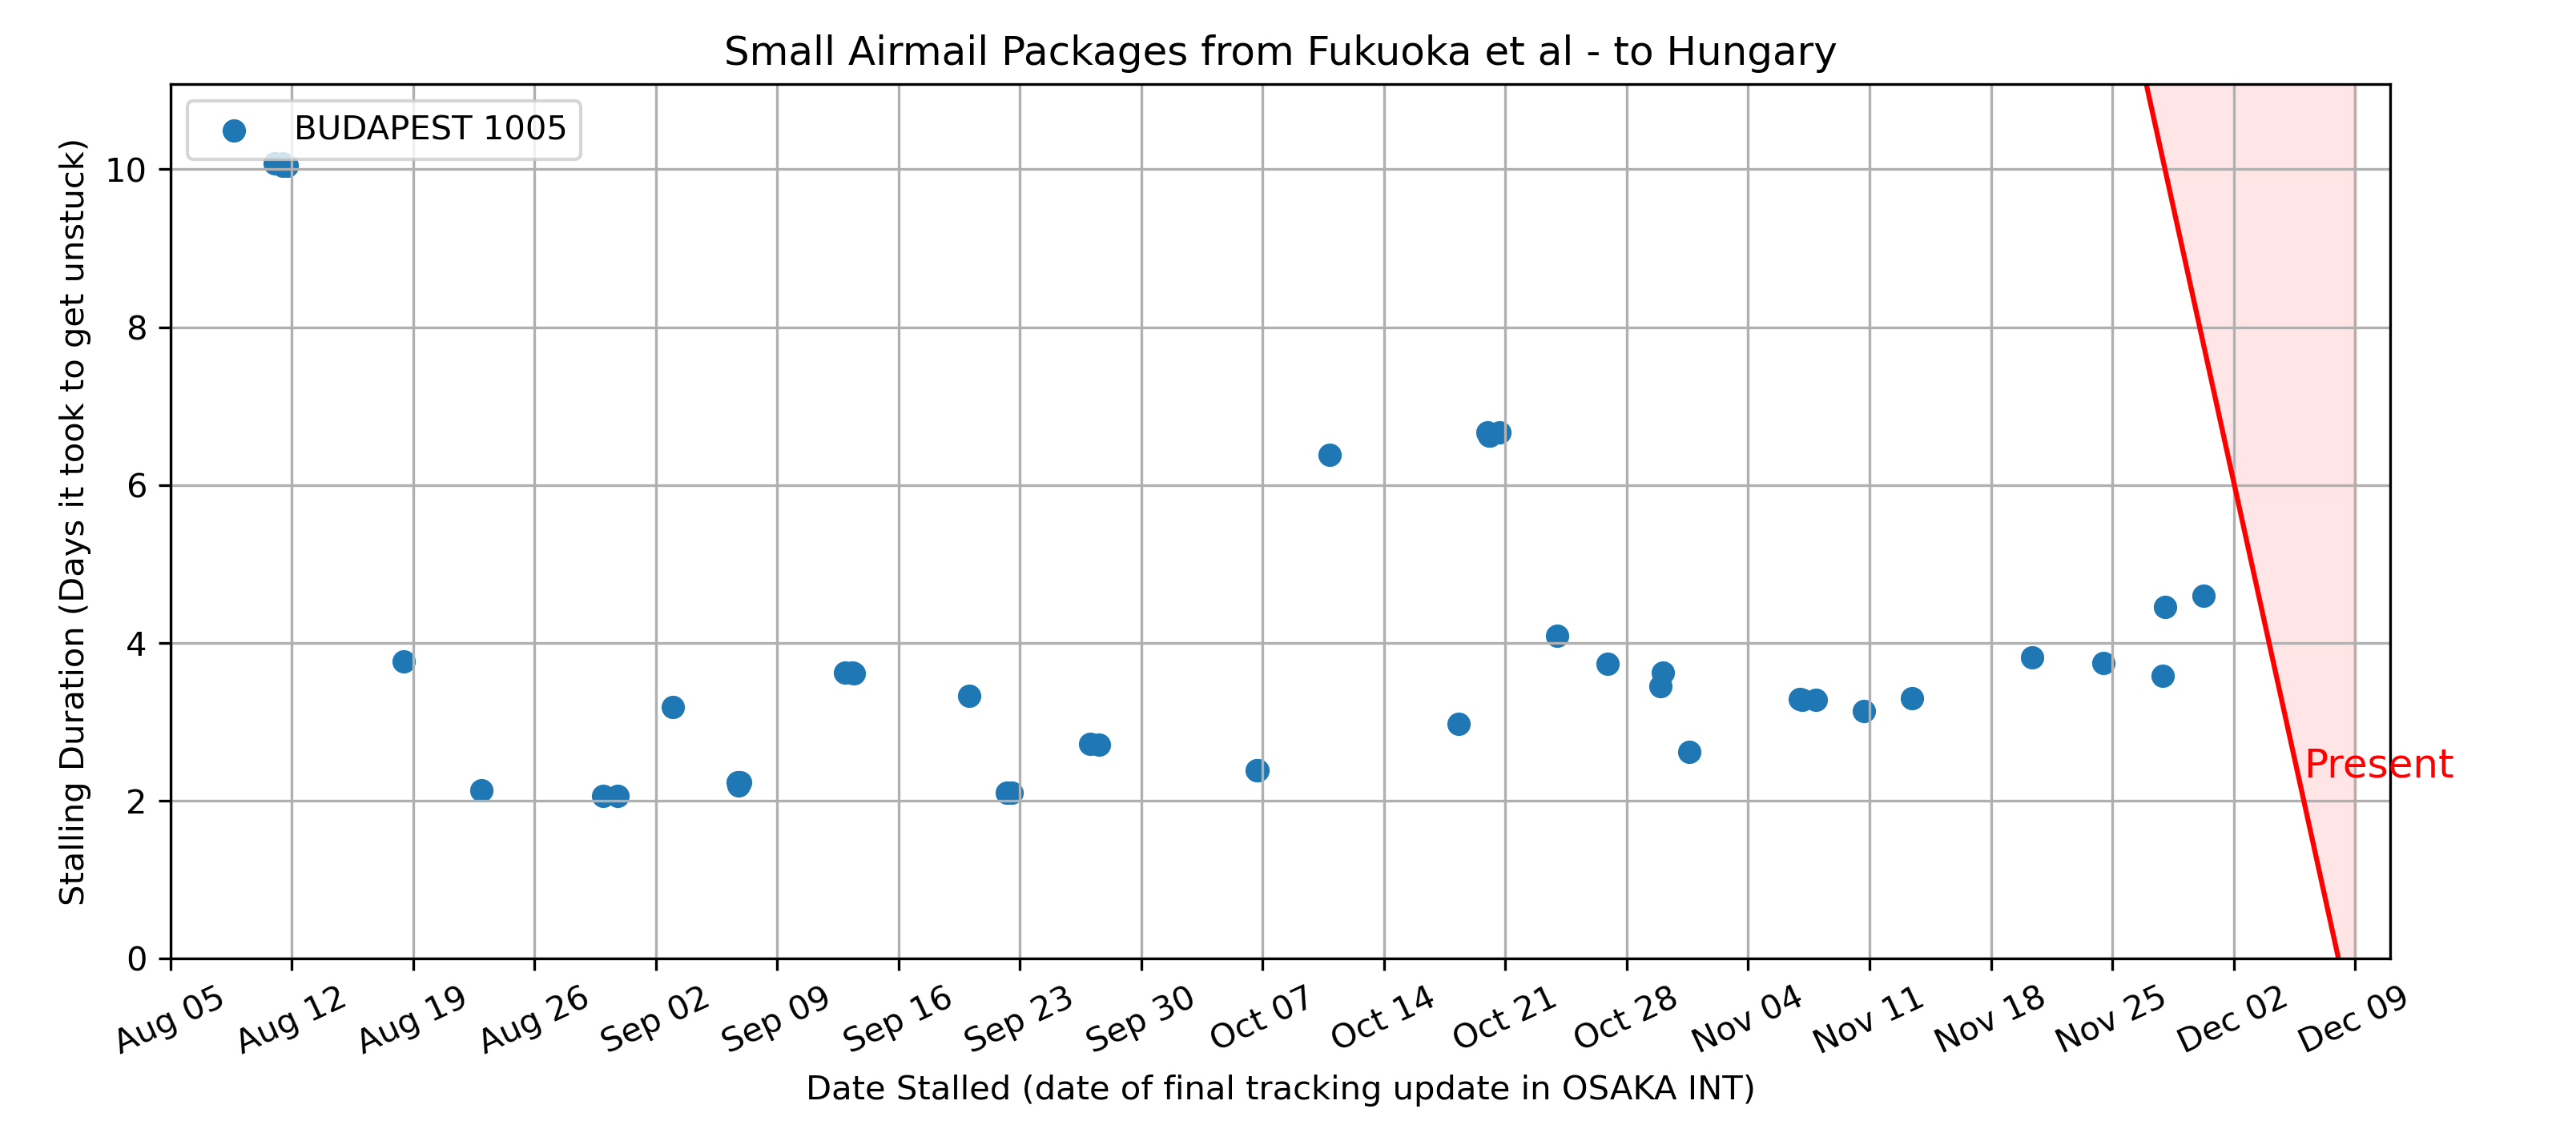 Small Airmail Packages from Fukuoka et al - to Hungary
BUDAPEST 1005
Stalling Duration (Days it took to get unstuck)
10
8
6
4
2
0
Present
Aug 05
Aug 12
Aug 19
Aug 26
Sep 02
Sep 09
Sep 16
Sep 23
Sep 30
Oct 07
Oct 14
Oct 21
Oct 28
Nov 04
Nov 11
Nov 18
Nov 25
Dec 02
Dec 09
Date Stalled (date of final tracking update in OSAKA INT)